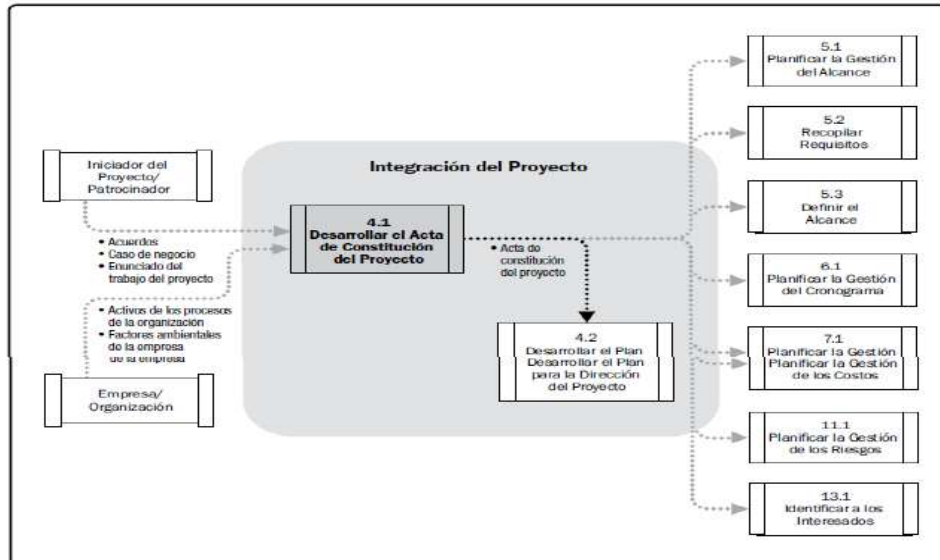 Iniciador del
Proyecto/
Patrocinador
• Acuerdos
• Caso de negocio
• Enunciado del
trabajo del proyecto
• Activos de los procesos
de la organización
• Factores ambientales
de la empresa
de la empresa
Empresa/
Organización
Integración del Proyecto
4.1
Desarrollar el Acta
de Constitución
del Proyecto
• Acta de
constitución
del proyecto
4.2
Desarrollar el Plan
Desarrollar el Plan
para la Dirección
del Proyecto
5.1
Planificar la Gestión
del Alcance
5.2
Recopilar
Requisitos
5.3
Definir el
Alcance
6.1
Planificar la Gestión
del Cronograma
7.1
Planificar la Gestión
Planificar la Gestión
de los Costos
11.1
Planificar la Gestión
de los Riesgos
13.1
Identificar a los
Interesados